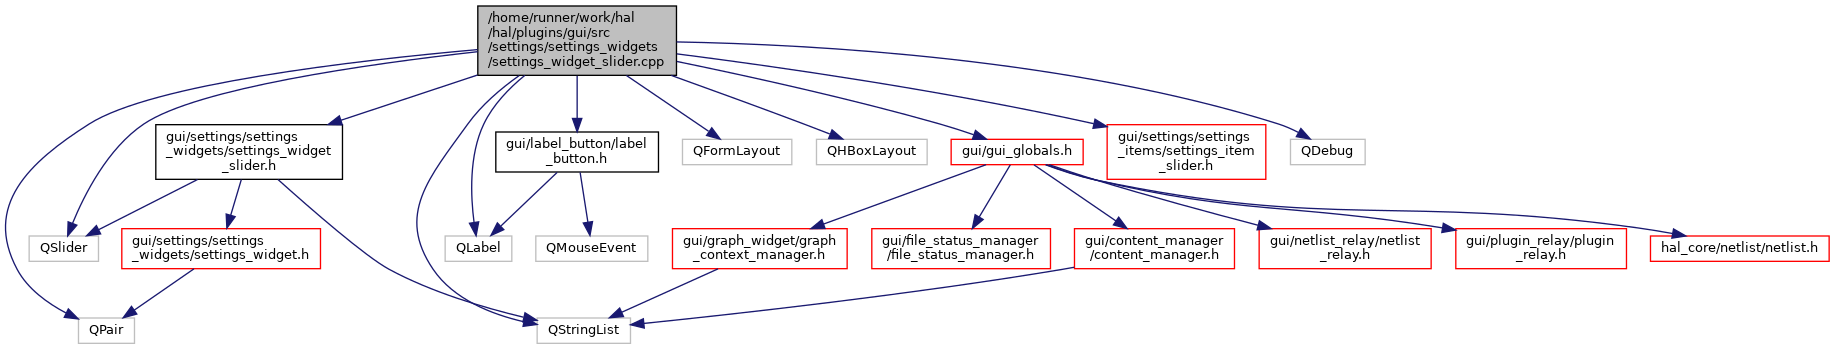 /home/runner/work/hal
/hal/plugins/gui/src
/settings/settings_widgets
/settings_widget_slider.cpp
gui/settings/settings
_widgets/settings_widget
_slider.h
gui/label_button/label
_button.h
QFormLayout
QHBoxLayout
gui/gui_globals.h
gui/settings/settings
_items/settings_item
_slider.h
QDebug
QSlider
gui/settings/settings
_widgets/settings_widget.h
QLabel
QMouseEvent
gui/graph_widget/graph
_context_manager.h
gui/file_status_manager
/file_status_manager.h
gui/content_manager
/content_manager.h
gui/netlist_relay/netlist
_relay.h
gui/plugin_relay/plugin
_relay.h
hal_core/netlist/netlist.h
QPair
QStringList